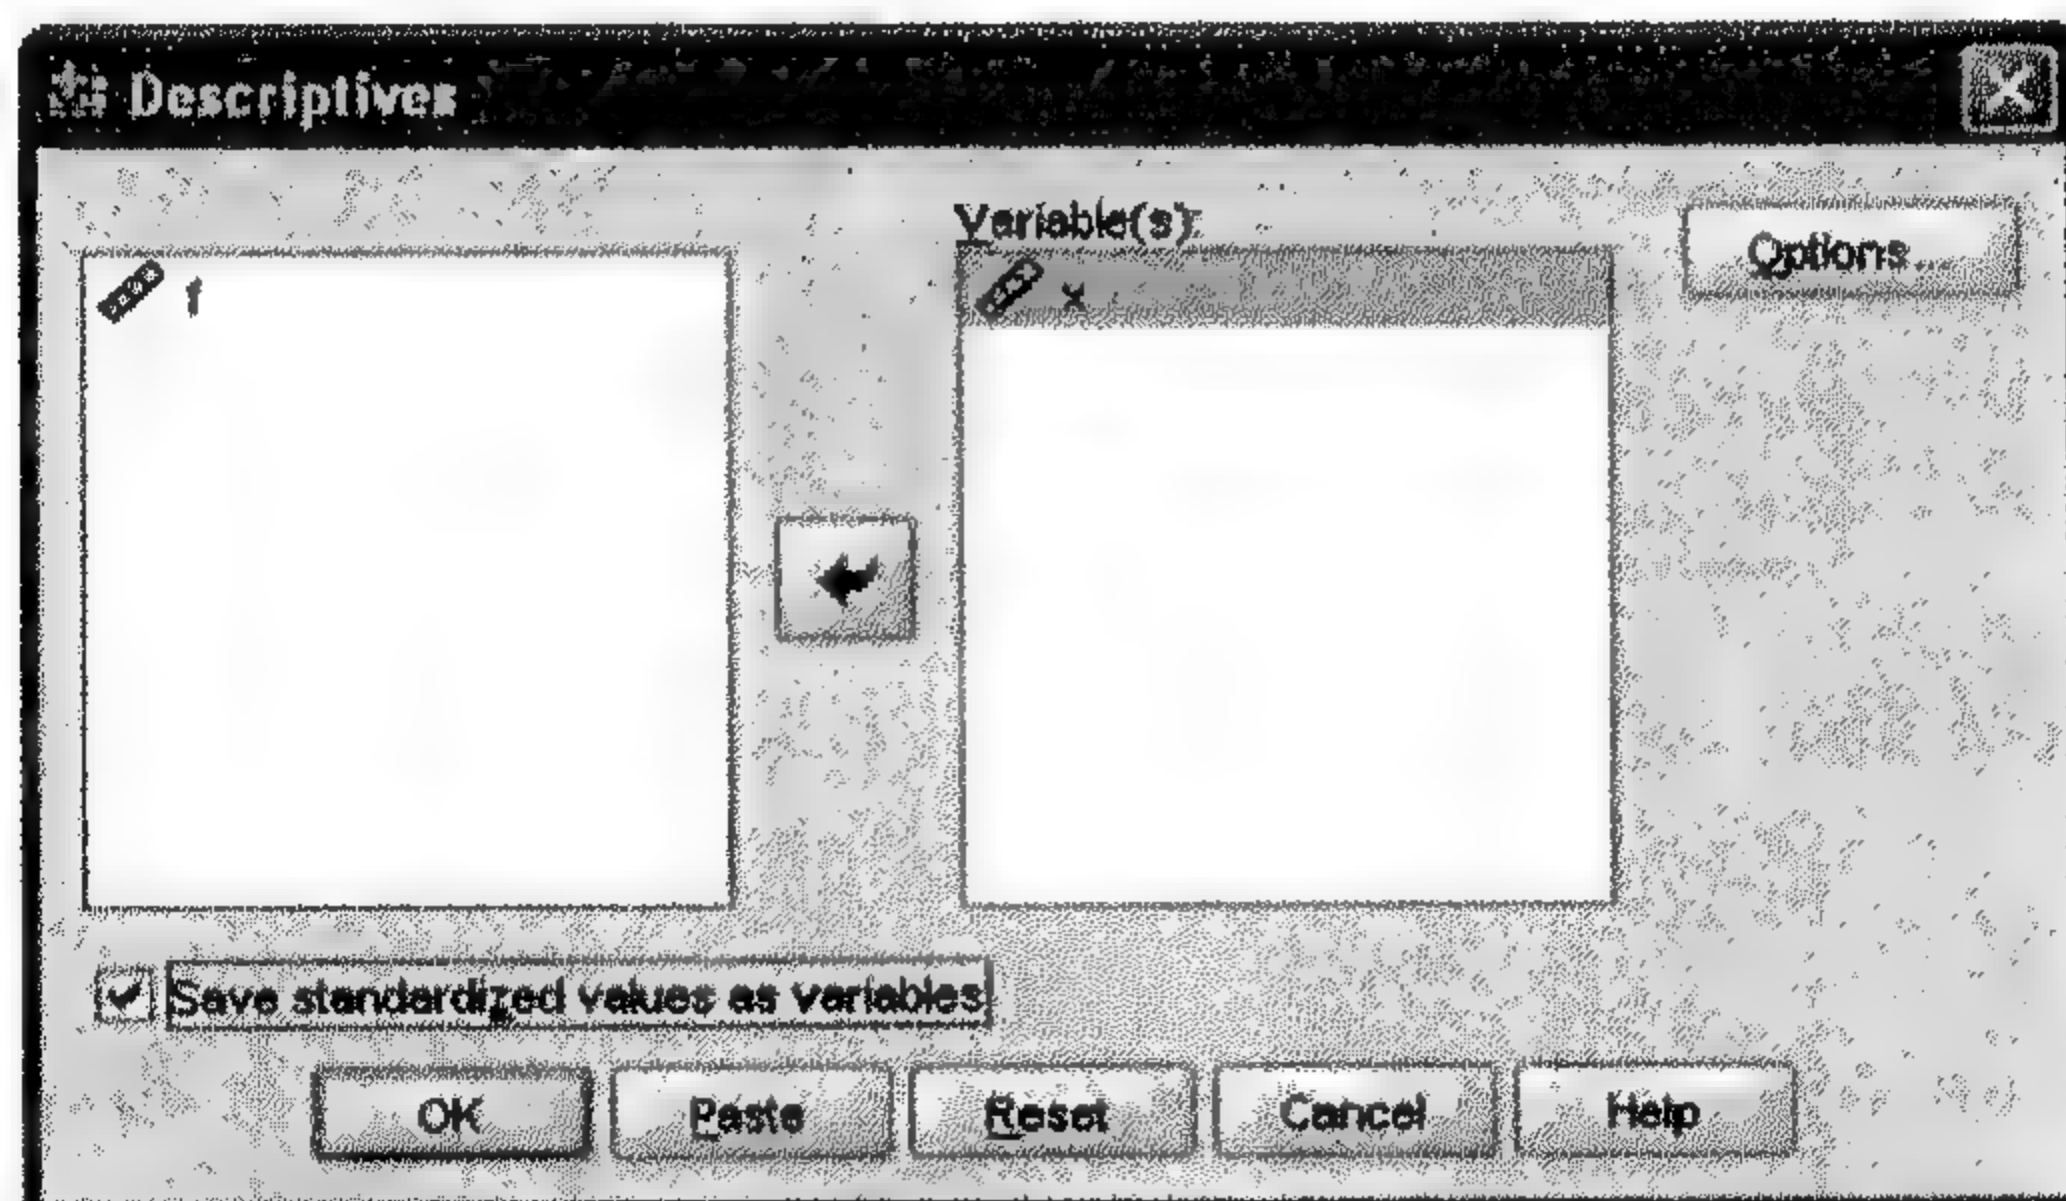 Descriptives
Variable(s):
Options...
f
x
Save standardized values as variables
OK
Paste
Reset
Cancel
Help